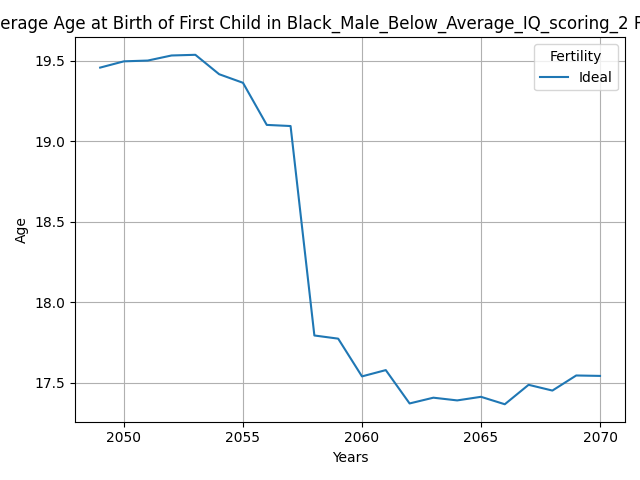 erage Age at Birth of First Child in Black_Male_Below_Average_IQ_scoring_2
Fertility
Ideal
19.5
19.0
18.5
18.0
17.5
Age
2050 2055 2060 2065 2070
Years